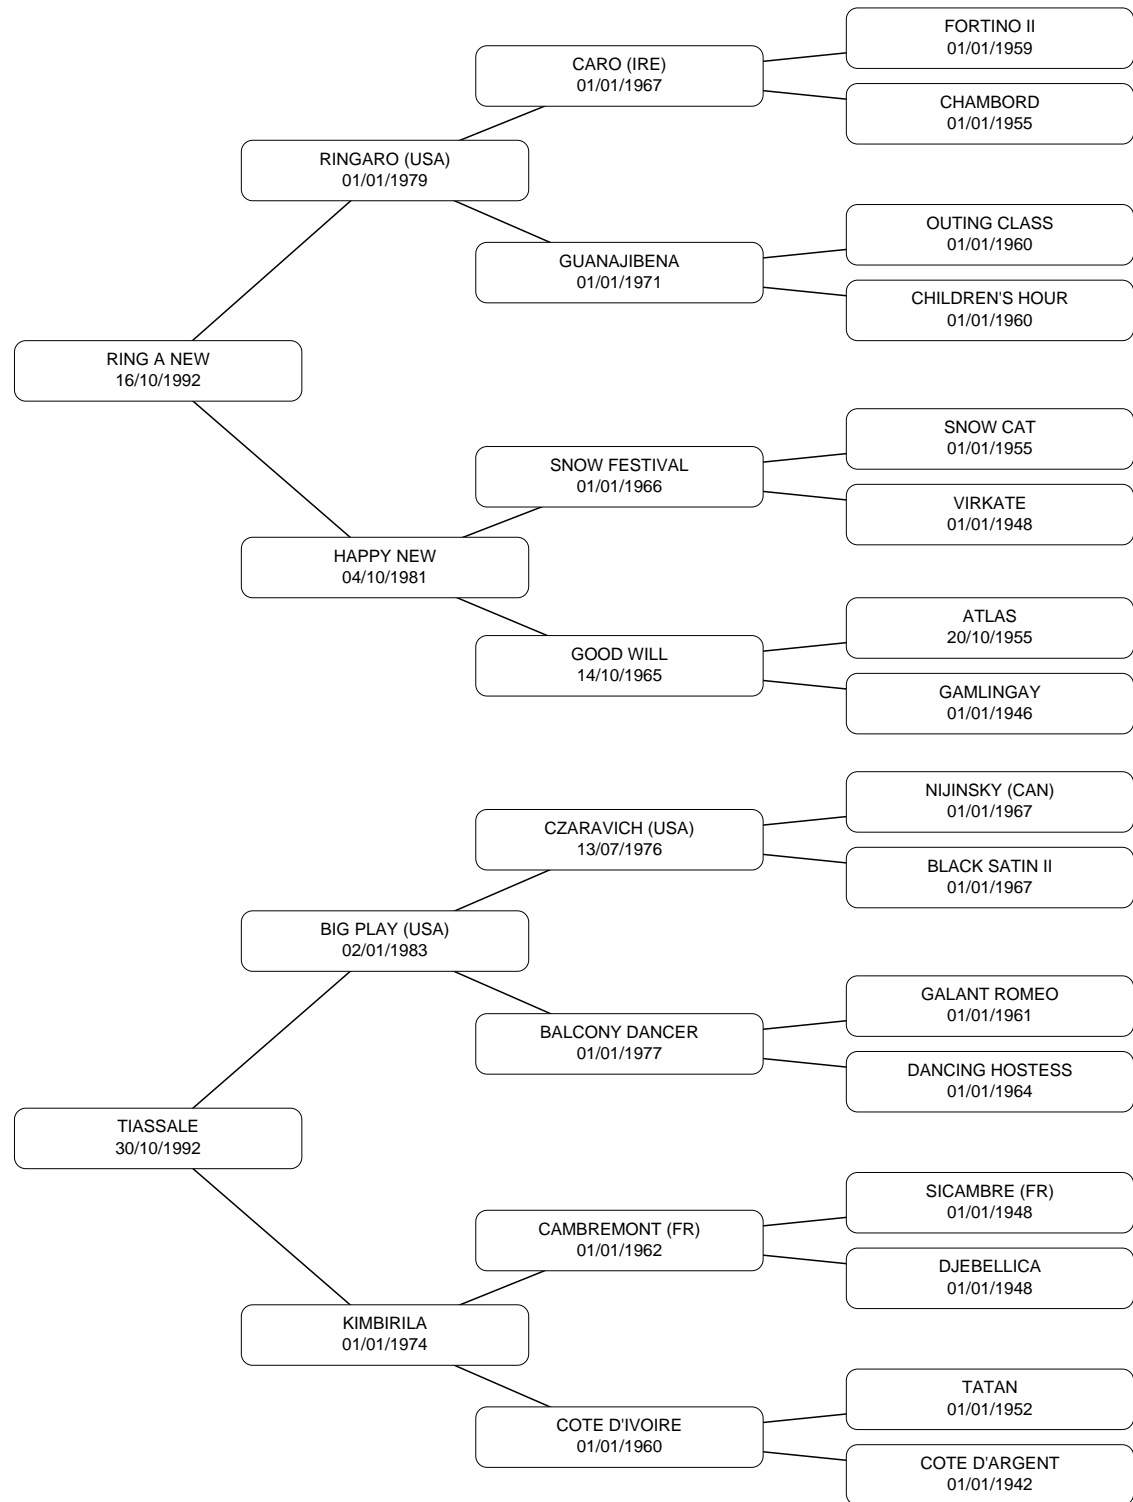 FORTINO II
01/01/1959
CARO (IRE)
01/01/1967
CHAMBORD
01/01/1955
RINGARO (USA)
01/01/1979
OUTING CLASS
01/01/1960
GUANAJIBENA
01/01/1971
CHILDREN'S HOUR
01/01/1960
RING A NEW
16/10/1992
SNOW CAT
01/01/1955
SNOW FESTIVAL
01/01/1966
VIRKATE
01/01/1948
HAPPY NEW
04/10/1981
ATLAS
20/10/1955
GOOD WILL
14/10/1965
GAMLINGAY
01/01/1946
NIJINSKY (CAN)
01/01/1967
CZARAVICH (USA)
13/07/1976
BLACK SATIN II
01/01/1967
BIG PLAY (USA)
02/01/1983
GALANT ROMEO
01/01/1961
BALCONY DANCER
01/01/1977
DANCING HOSTESS
01/01/1964
TIASSALE
30/10/1992
SICAMBRE (FR)
01/01/1948
CAMBREMONT (FR)
01/01/1962
DJEBELLICA
01/01/1948
KIMBIRILA
01/01/1974
TATAN
01/01/1952
COTE D'IVOIRE
01/01/1960
COTE D'ARGENT
01/01/1942